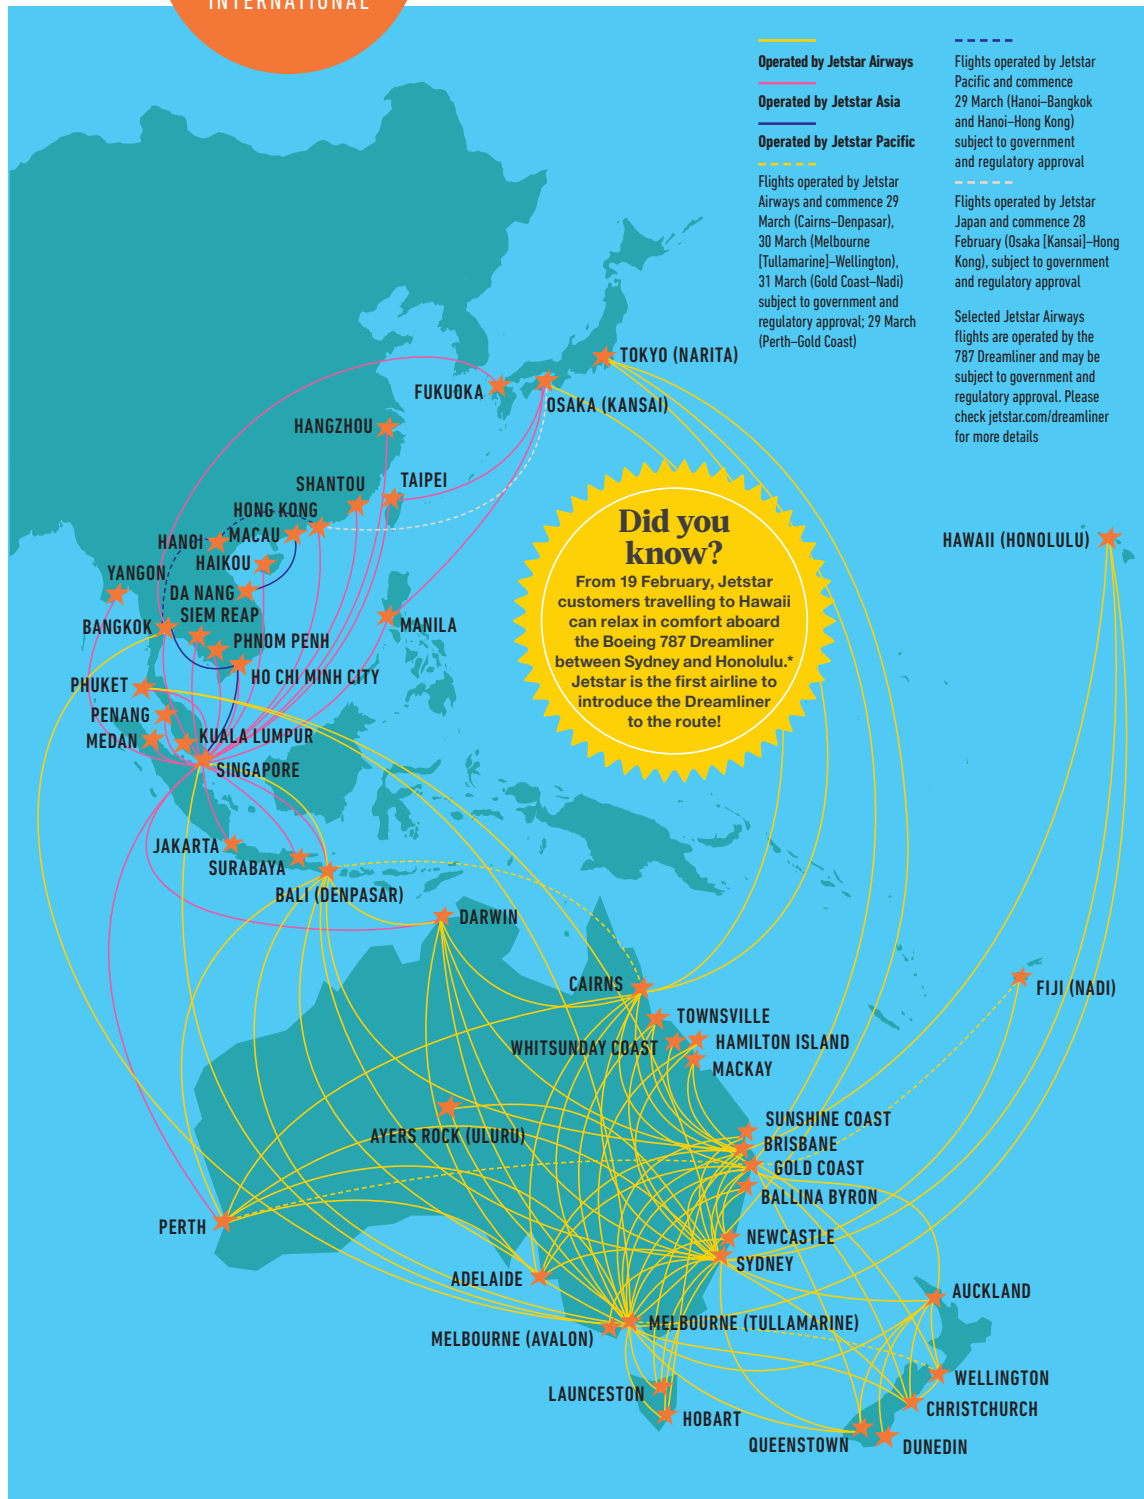 INTERNATIONAL
Operated by Jetstar Airways
Operated by Jetstar Asia
Operated by Jetstar Pacific
Flights operated by Jetstar
Airways and commence 29
March (Cairns–Denpasar),
30 March (Melbourne
[Tullamarine]–Wellington),
31 March (Gold Coast–Nadi)
subject to government and
regulatory approval; 29 March
(Perth–Gold Coast)
Flights operated by Jetstar
Pacific and commence
29 March (Hanoi–Bangkok
and Hanoi–Hong Kong)
subject to government
and regulatory approval
Flights operated by Jetstar
Japan and commence 28
February (Osaka [Kansai]–Hong
Kong), subject to government
and regulatory approval
Selected Jetstar Airways
flights are operated by the
787 Dreamliner and may be
subject to government and
regulatory approval. Please
check jetstar.com/dreamliner
for more details
TOKYO (NARITA)
FUKUOKA
OSAKA (KANSAI)
HANGZHOU
SHANTOU
TAIPEI
HONG KONG
HANOI
MACAU
HAIKOU
YANGON
DA NANG
SIEM REAP
BANGKOK
PHNOM PENH
MANILA
HO CHI MINH CITY
PHUKET
PENANG
MEDAN
KUALA LUMPUR
SINGAPORE
Did you
know?
From 19 February, Jetstar
customers travelling to Hawaii
can relax in comfort aboard
the Boeing 787 Dreamliner
between Sydney and Honolulu.*
Jetstar is the first airline to
introduce the Dreamliner
to the route!
HAWAII (HONOLULU)
JAKARTA
SURABAYA
BALI (DENPASAR)
DARWIN
CAIRNS
FIJI (NADI)
TOWNSVILLE
WHITSUNDAY COAST
HAMILTON ISLAND
MACKAY
AYERS ROCK (ULURU)
SUNSHINE COAST
BRISBANE
GOLD COAST
BALLINA BYRON
PERTH
NEWCASTLE
SYDNEY
ADELAIDE
AUCKLAND
MELBOURNE (TULLAMARINE)
MELBOURNE (AVALON)
WELLINGTON
LAUNCESTON
CHRISTCHURCH
HOBART
QUEENSTOWN
DUNEDIN